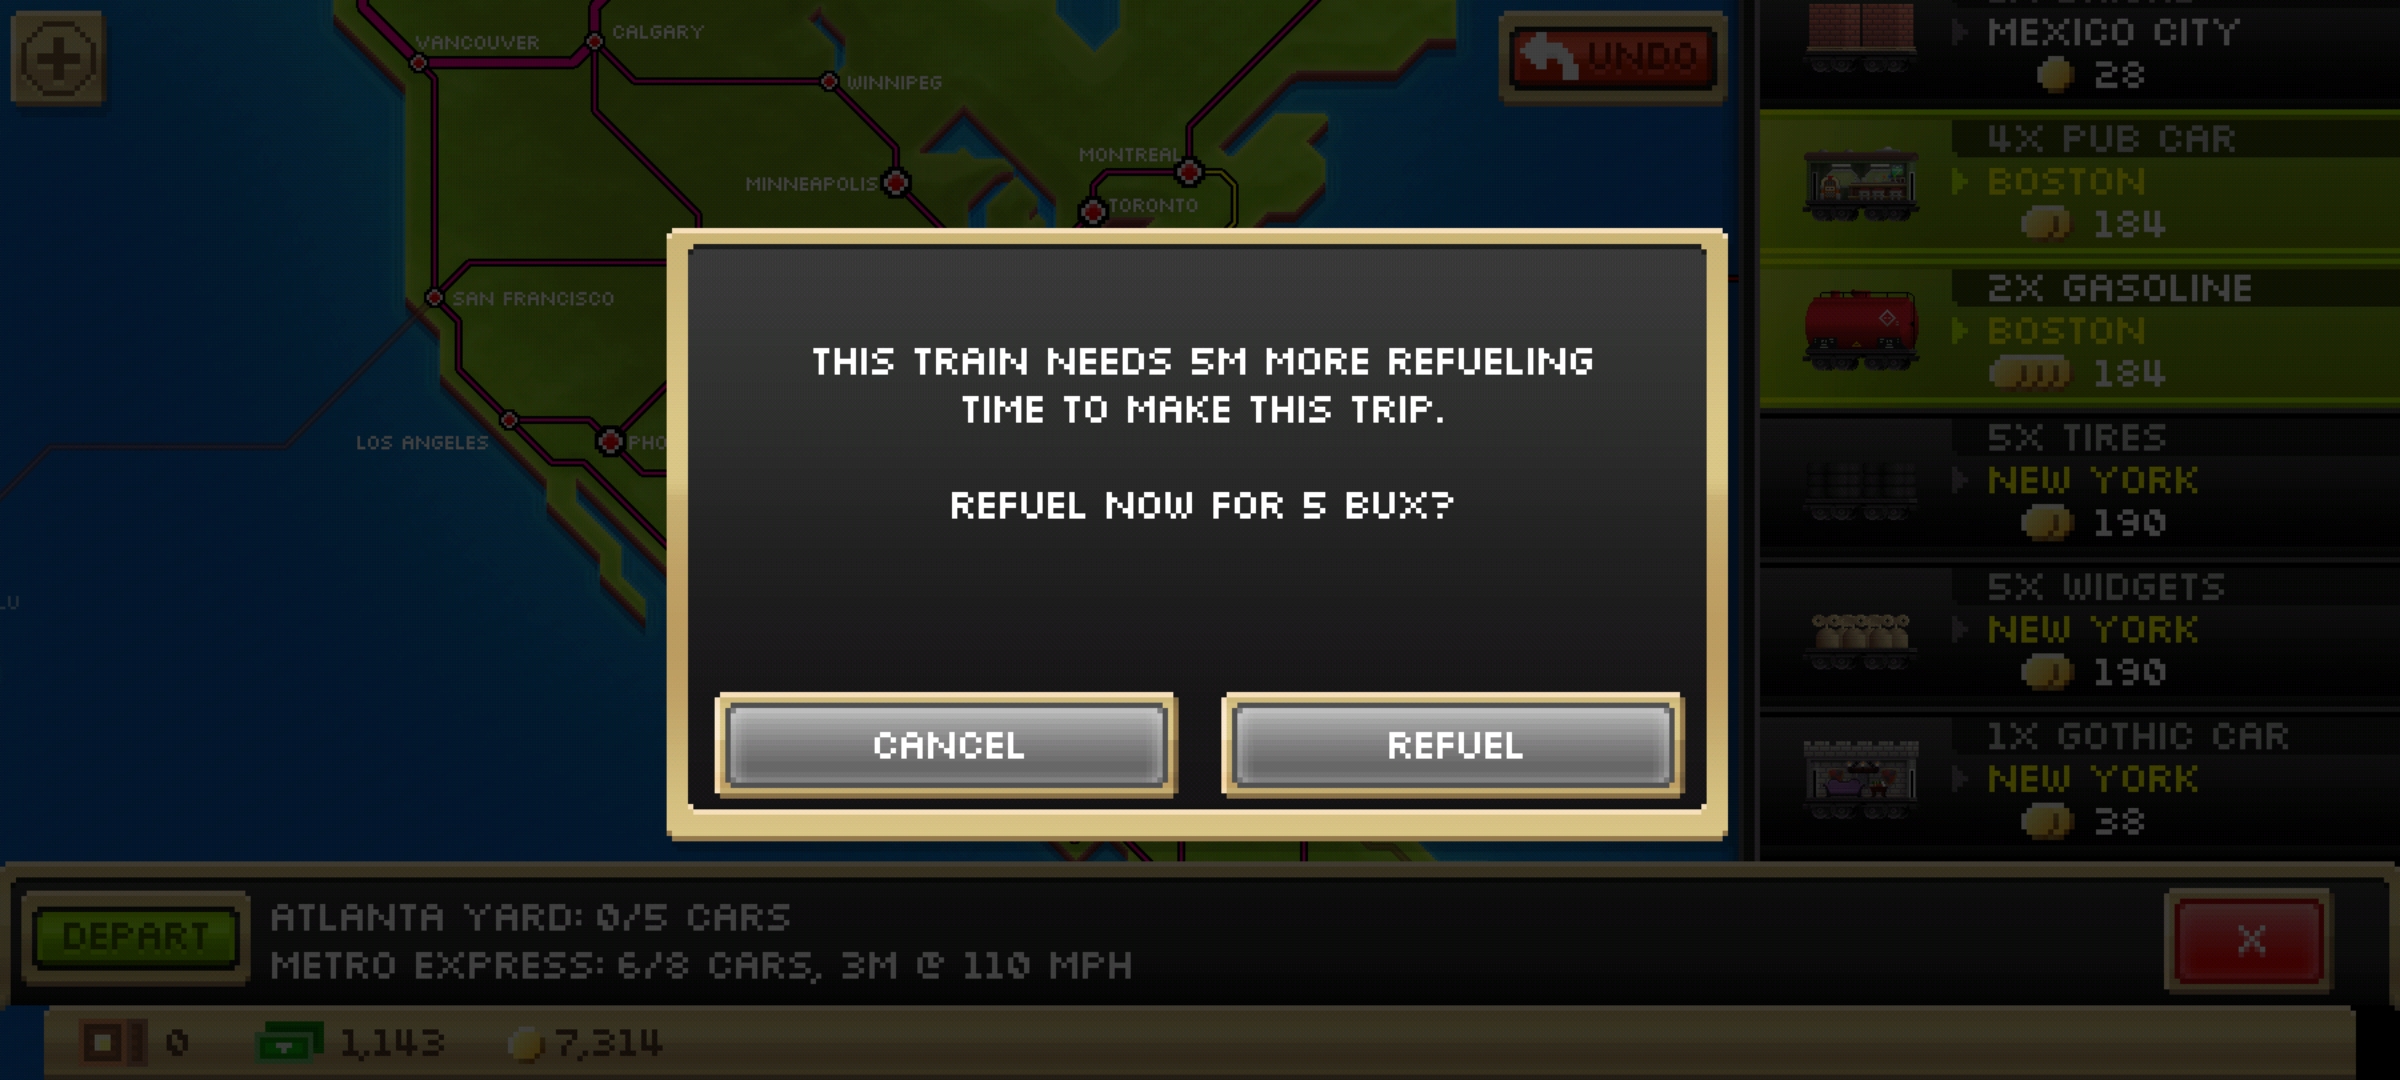 VANCOUVER
CALGARY
WINNIPEG
MINNEAPOLIS
MONTREAL
TORONTO
SAN FRANCISCO
LOS ANGELES
PHO
LU
UNDO
MEXICO CITY
28
4X PUB CAR
BOSTON
184
2X GASOLINE
BOSTON
184
5X TIRES
NEW YORK
190
5X WIDGETS
NEW YORK
190
1X GOTHIC CAR
NEW YORK
38
THIS TRAIN NEEDS 5M MORE REFUELING
TIME TO MAKE THIS TRIP.
REFUEL NOW FOR 5 BUX?
CANCEL
REFUEL
DEPART
ATLANTA YARD: 0/5 CARS
METRO EXPRESS: 6/8 CARS, 3M @ 110 MPH
X
0
1,143
7,314